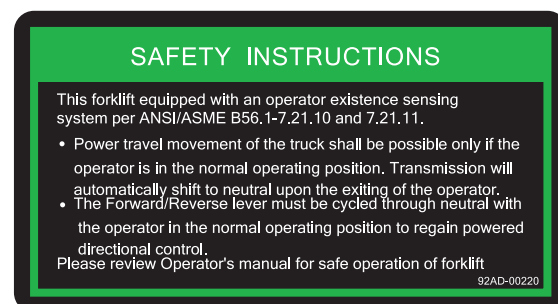 SAFETY INSTRUCTIONS
This forklift equipped with an operator existence sensing
system per ANSI/ASME B56.1-7.21.10 and 7.21.11.
• Power travel movement of the truck shall be possible only if the
operator is in the normal operating position. Transmission will
automatically shift to neutral upon the exiting of the operator.
• The Forward/Reverse lever must be cycled through neutral with
the operator in the normal operating position to regain powered
directional control.
Please review Operator's manual for safe operation of forklift
92AD-00220